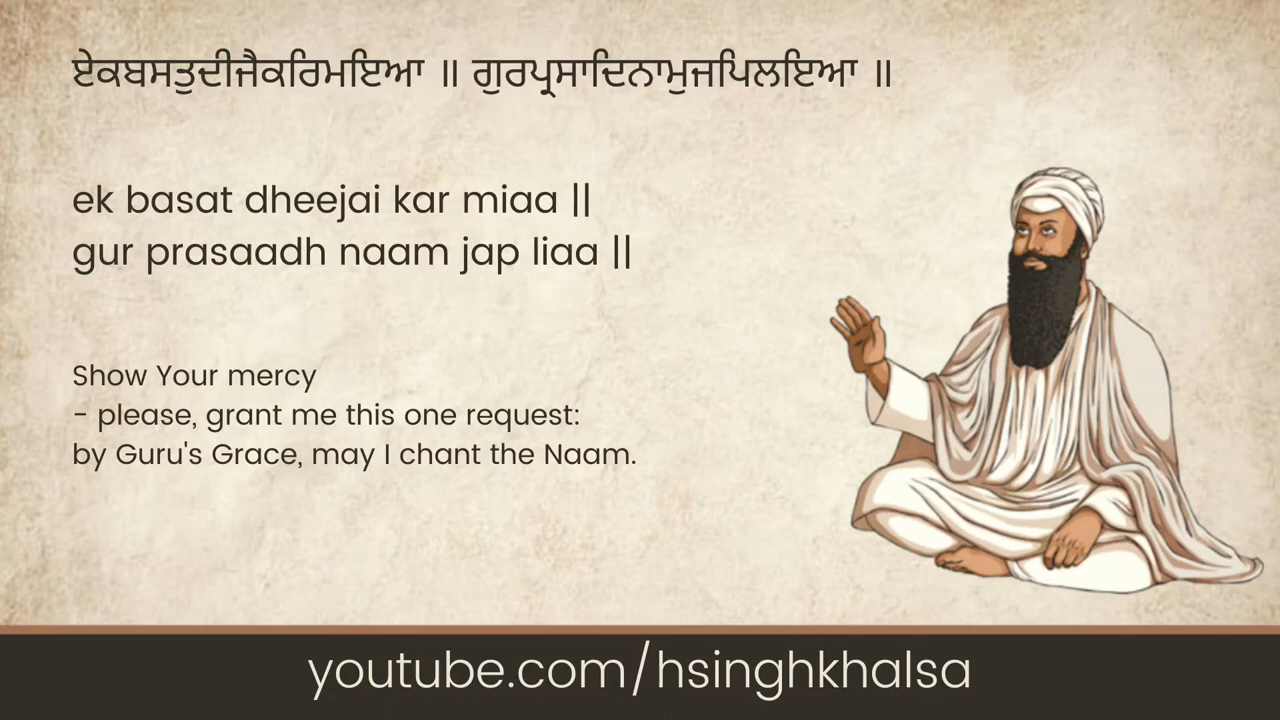 ਏਕਬਸਤੁਦੀਜੈਕਰਿਮਇਆ ॥ ਗੁਰਪ੍ਰਸਾਦਿਨਾਮੁਜਪਿਲਇਆ ॥
ek basat dheejai kar miaa ||
gur prasaadh naam jap liaa ||
Show Your mercy
- please, grant me this one request:
by Guru's Grace, may I chant the Naam.
youtube.com/hsinghkhalsa